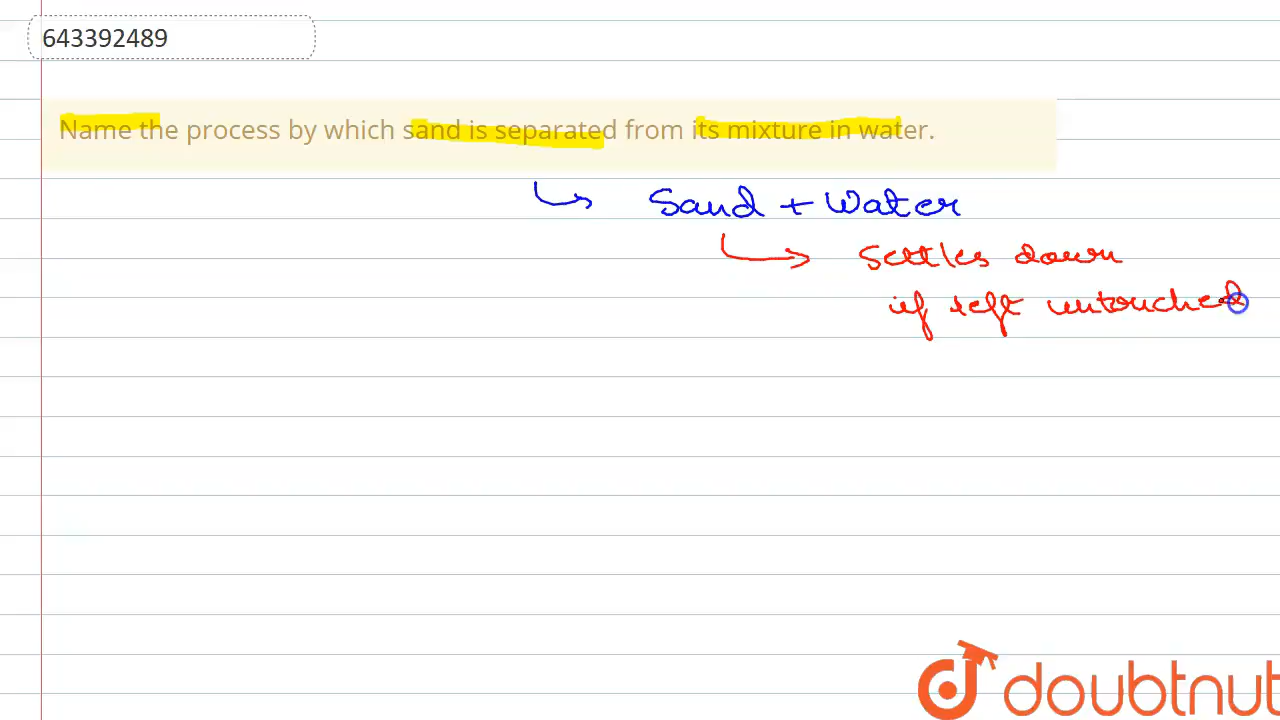 643392489
Name the process by which sand is separated from its mixture in water.
Sand + Water
Settles down
if left untouched
doubtnut